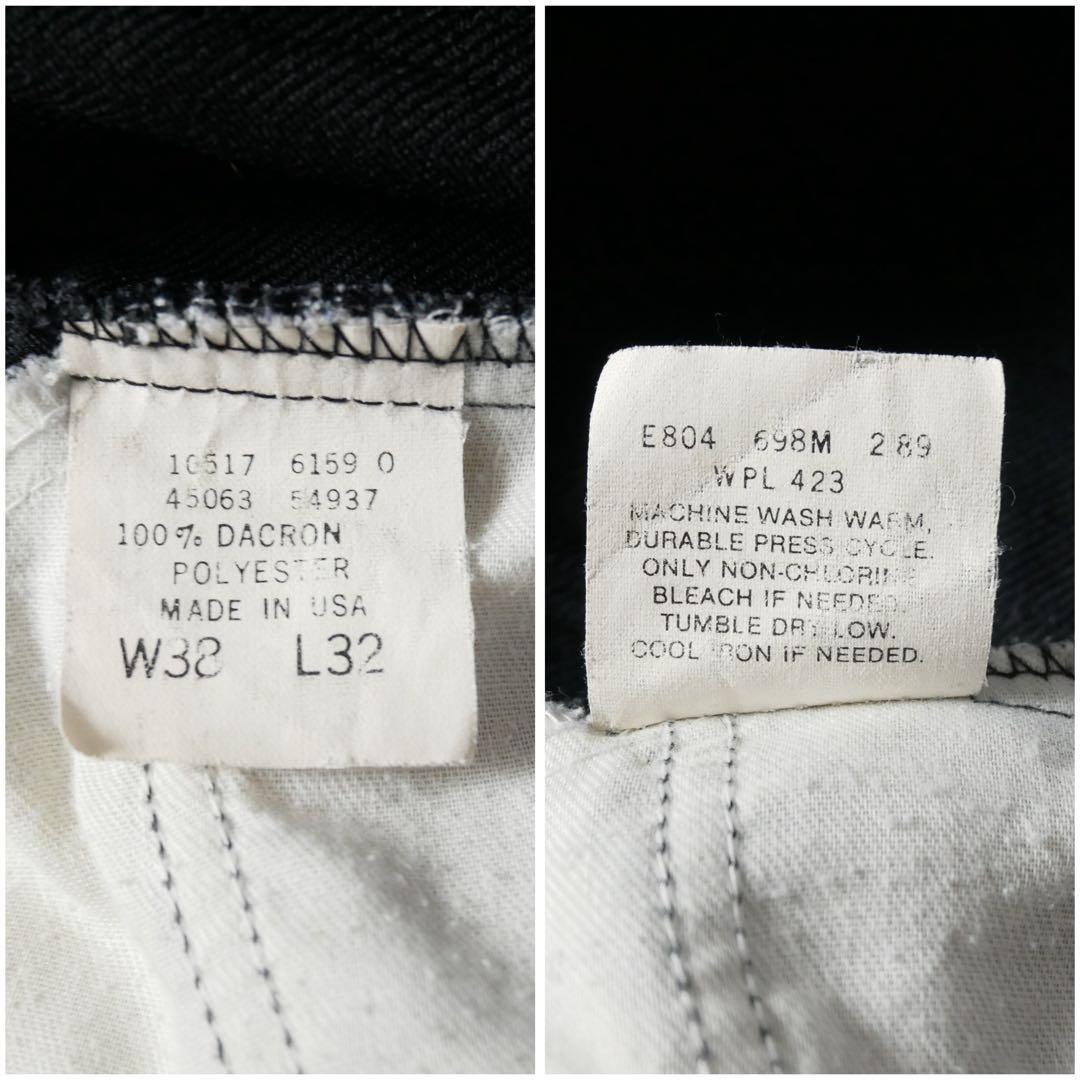 10517 6159 0
45063 54937
100% DACRON
POLYESTER
MADE IN USA
W38 L32
E804 698M 2 89
WPL 423
MACHINE WASH WARM,
DURABLE PRESS CYCLE.
ONLY NON-CHLORINE
BLEACH IF NEEDED.
TUMBLE DRY LOW.
COOL IRON IF NEEDED.